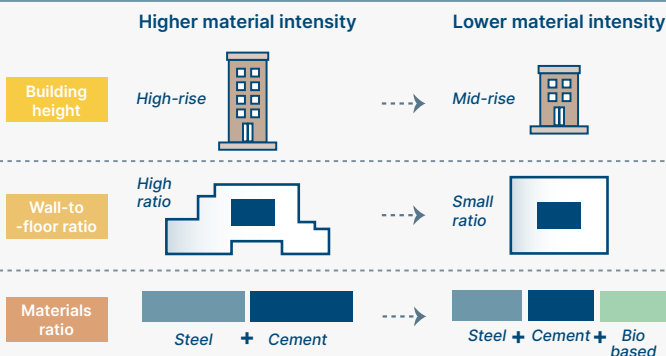 Higher material intensity
Lower material intensity
Building
height
High-rise
Mid-rise
Wall-to
-floor ratio
High
ratio
Small
ratio
Materials
ratio
Steel + Cement
Steel + Cement + Bio
based